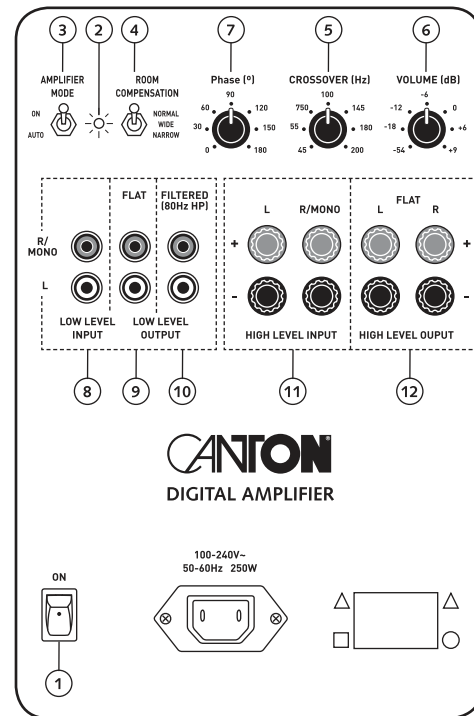 3 2 4 7 5 6
AMPLIFIER MODE
ROOM COMPENSATION
Phase (º)
CROSSOVER (Hz)
VOLUME (dB)
ON
AUTO
NORMAL
WIDE
NARROW
90
60 120
30 150
0 180
100
750 145
55 180
45 200
-6
-12 0
-18 +6
-54 +9
FLAT
FILTERED
(80Hz HP)
R/
MONO
L
LOW LEVEL
INPUT
LOW LEVEL
OUTPUT
L R/MONO
+
-
HIGH LEVEL INPUT
FLAT
L R
+
-
HIGH LEVEL OUPUT
8 9 10 11 12
CANTON
DIGITAL AMPLIFIER
100-240V~
50-60Hz 250W
ON
1